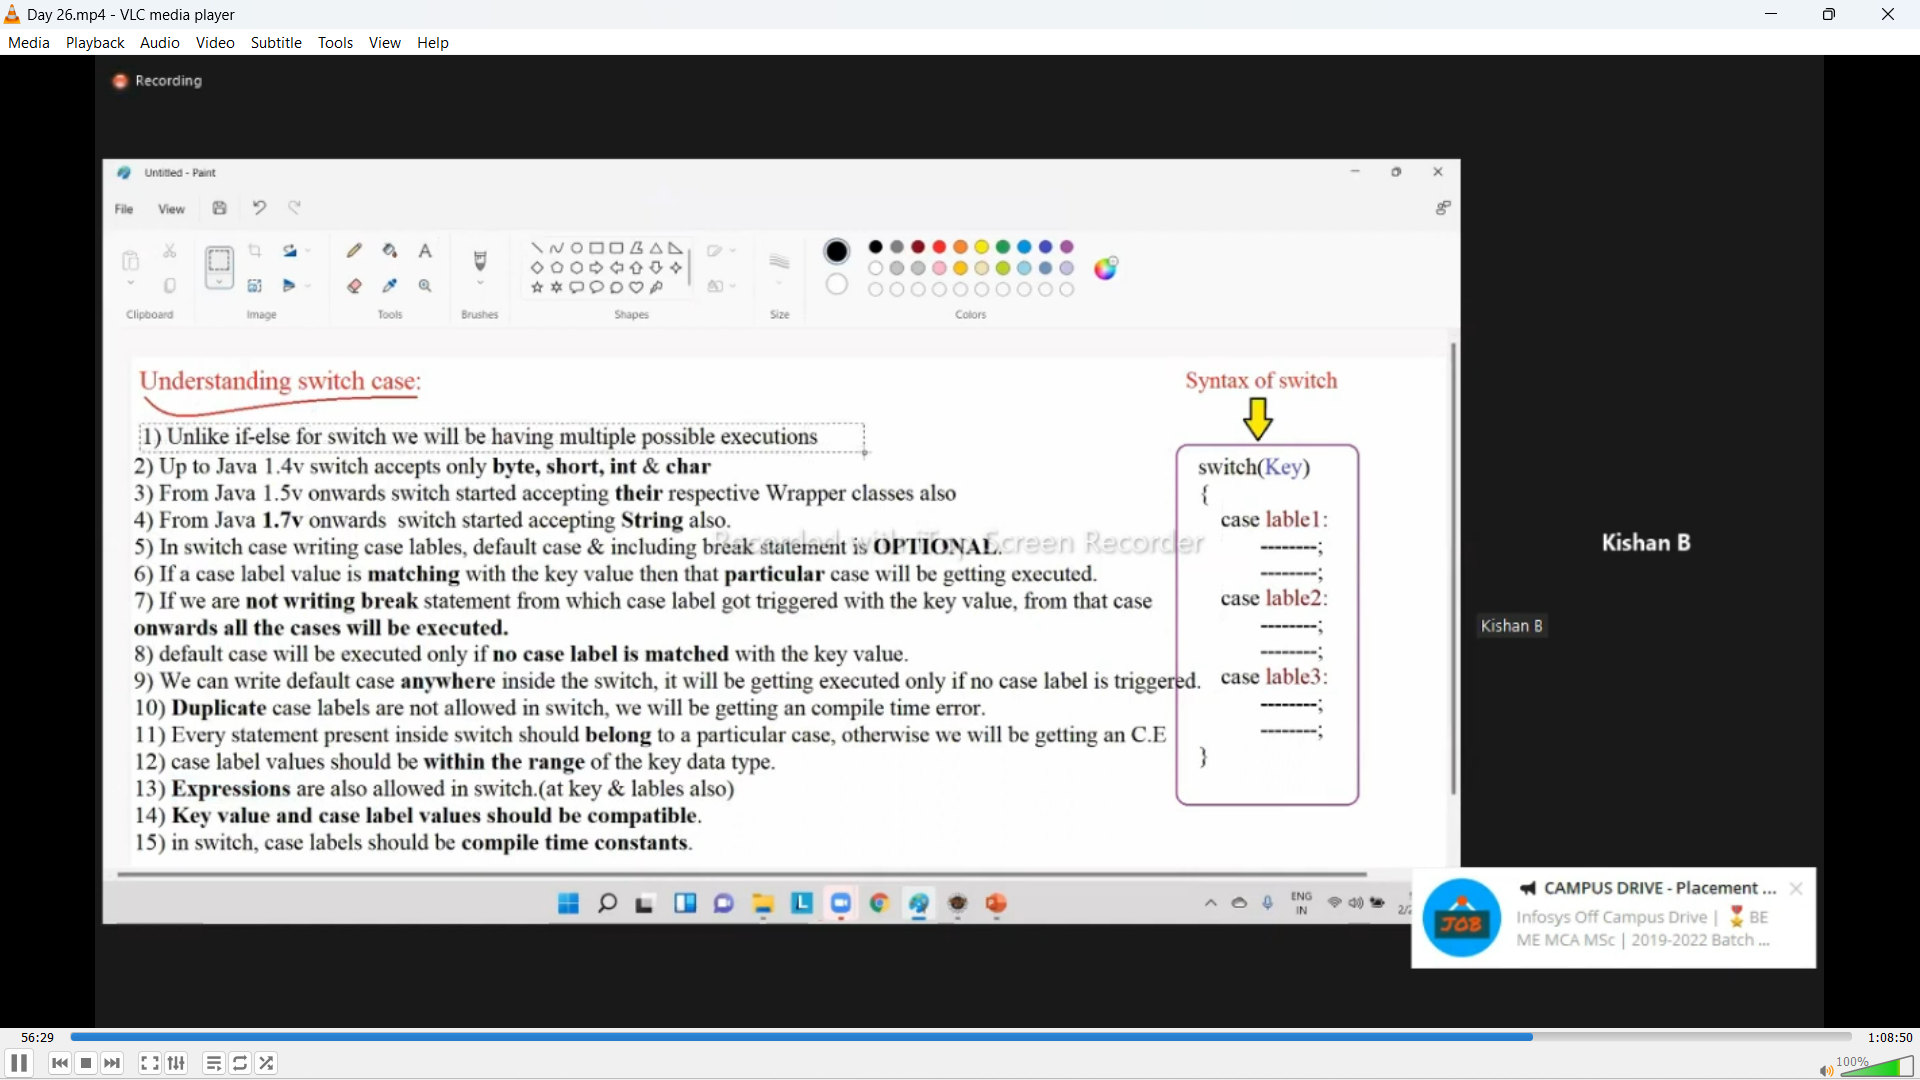 Day 26.mp4 - VLC media player
Media Playback Audio Video Subtitle Tools View Help
Recording
Untitled - Paint
File View
Clipboard Image Tools Brushes Shapes Size Colors
Understanding switch case:
1) Unlike if-else for switch we will be having multiple possible executions
2) Up to Java 1.4v switch accepts only byte, short, int & char
3) From Java 1.5v onwards switch started accepting their respective Wrapper classes also
4) From Java 1.7v onwards switch started accepting String also.
5) In switch case writing case lables, default case & including break statement is OPTIONAL.
6) If a case label value is matching with the key value then that particular case will be getting executed.
7) If we are not writing break statement from which case label got triggered with the key value, from that case
onwards all the cases will be executed.
8) default case will be executed only if no case label is matched with the key value.
9) We can write default case anywhere inside the switch, it will be getting executed only if no case label is triggered.
10) Duplicate case labels are not allowed in switch, we will be getting an compile time error.
11) Every statement present inside switch should belong to a particular case, otherwise we will be getting an C.E
12) case label values should be within the range of the key data type.
13) Expressions are also allowed in switch.(at key & lables also)
14) Key value and case label values should be compatible.
15) in switch, case labels should be compile time constants.
Syntax of switch
switch(Key)
{
case lable1:
--------;
--------;
case lable2:
--------;
--------;
case lable3:
--------;
--------;
}
Recorded with iTop Screen Recorder
Kishan B
Kishan B
ENG
IN
JOB
CAMPUS DRIVE - Placement ...
Infosys Off Campus Drive | BE
ME MCA MSc | 2019-2022 Batch ...
56:29
1:08:50
100%